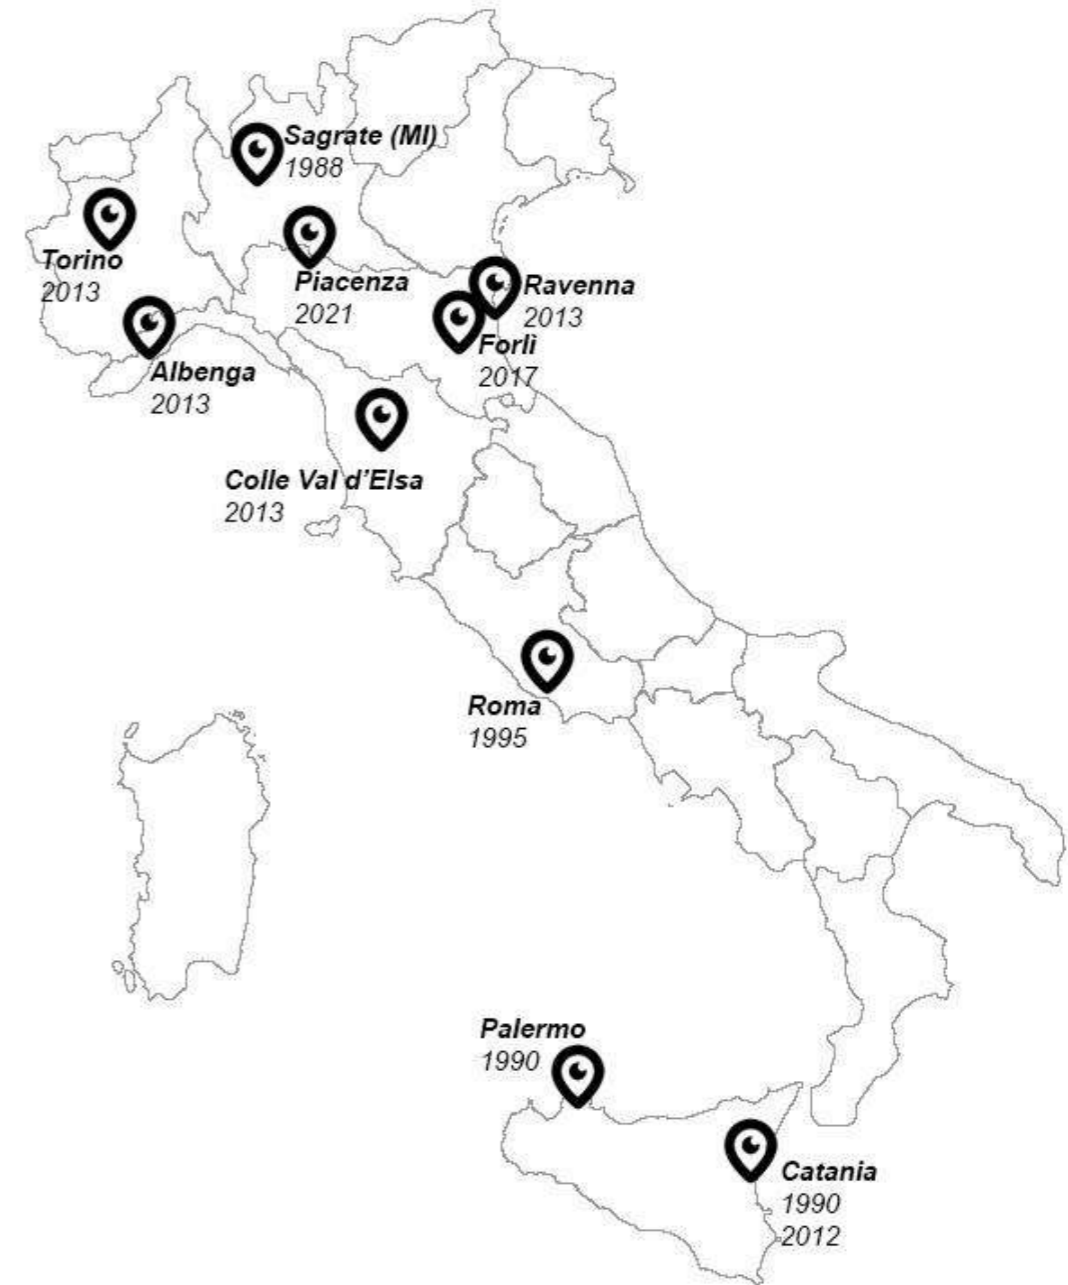 Sagrate (MI)
1988
Torino
2013
Piacenza
2021
Ravenna
2013
Forlì
2017
Albenga
2013
Colle Val d’Elsa
2013
Roma
1995
Palermo
1990
Catania
1990
2012